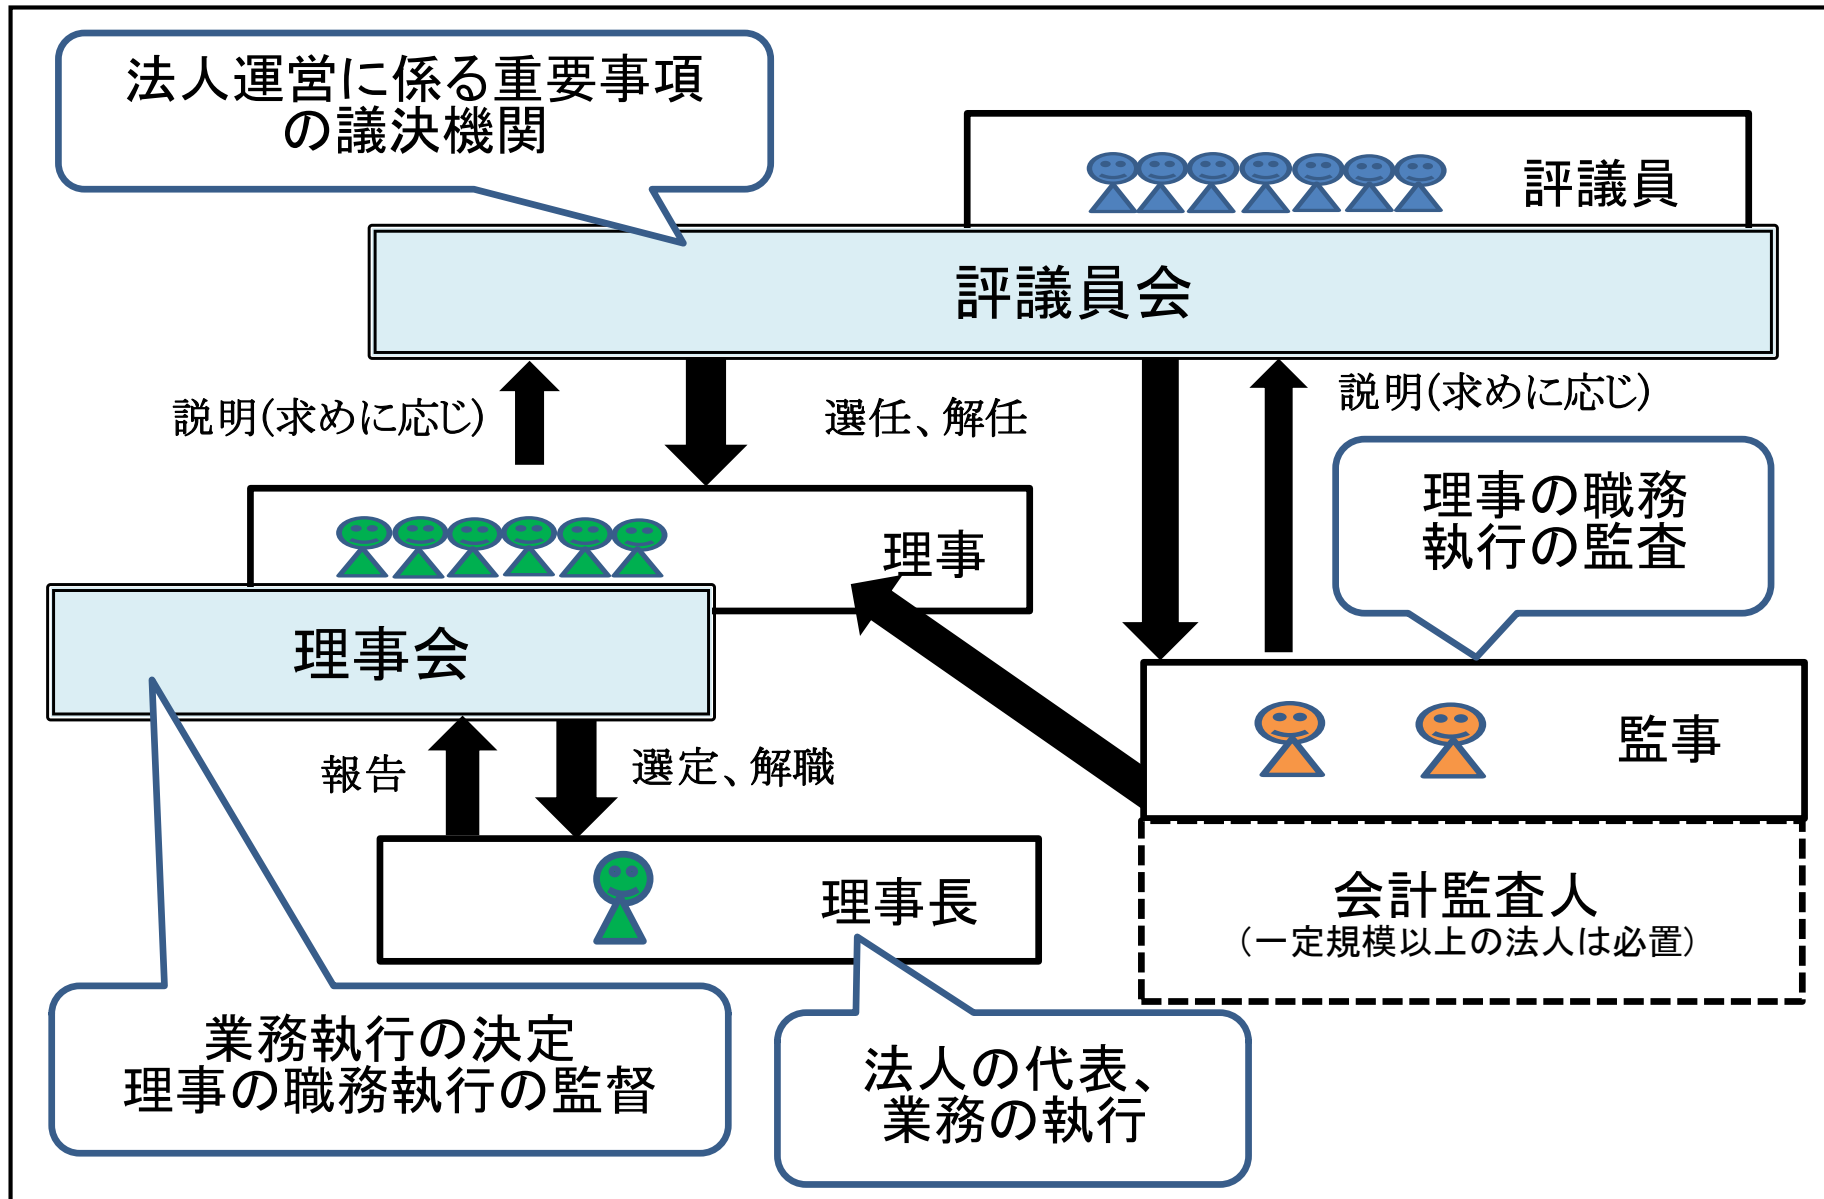 法人運営に係る重要事項
の議決機関
評議員
評議員会
説明(求めに応じ)
選任、解任
説明(求めに応じ)
理事の職務
執行の監査
理事
理事会
監事
報告
選定、解職
理事長
会計監査人
（一定規模以上の法人は必置）
業務執行の決定
理事の職務執行の監督
法人の代表、
業務の執行